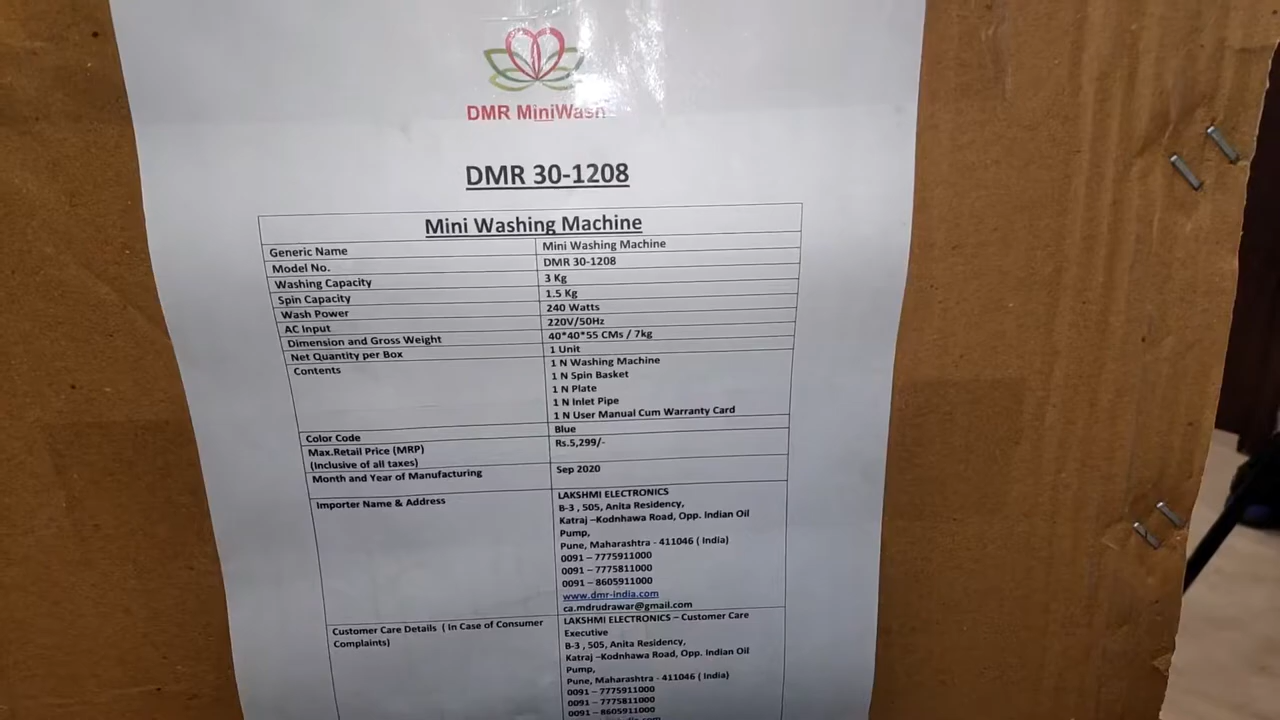 DMR MiniWash
DMR 30-1208
Mini Washing Machine
Generic Name Mini Washing Machine
Model No. DMR 30-1208
Washing Capacity 3 Kg
Spin Capacity 1.5 Kg
Wash Power 240 Watts
AC Input 220V/50Hz
Dimension and Gross Weight 40*40*55 CMs / 7kg
Net Quantity per Box 1 Unit
Contents 1 N Washing Machine
1 N Spin Basket
1 N Plate
1 N Inlet Pipe
1 N User Manual Cum Warranty Card
Color Code Blue
Max.Retail Price (MRP) Rs.5,299/-
(Inclusive of all taxes)
Month and Year of Manufacturing Sep 2020
Importer Name & Address LAKSHMI ELECTRONICS
B-3 , 505, Anita Residency,
Katraj –Kodnhawa Road, Opp. Indian Oil
Pump,
Pune, Maharashtra - 411046 ( India)
0091 – 7775911000
0091 – 7775811000
0091 – 8605911000
www.dmr-india.com
ca.mdrudrawar@gmail.com
Customer Care Details ( In Case of Consumer LAKSHMI ELECTRONICS – Customer Care
Complaints) Executive
B-3 , 505, Anita Residency,
Katraj –Kodnhawa Road, Opp. Indian Oil
Pump,
Pune, Maharashtra - 411046 ( India)
0091 – 7775911000
0091 – 7775811000
0091 – 8605911000